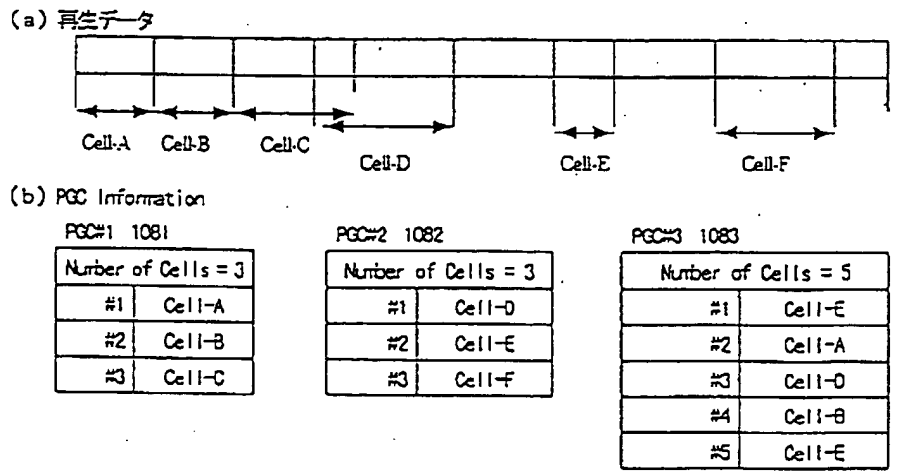 (a) 再生データ
Cell-A
Cell-B
Cell-C
Cell-D
Cell-E
Cell-F
(b) PGC Information
PGC#1 1081
Number of Cells = 3
#1 Cell-A
#2 Cell-B
#3 Cell-C
PGC#2 1082
Number of Cells = 3
#1 Cell-D
#2 Cell-E
#3 Cell-F
PGC#3 1083
Number of Cells = 5
#1 Cell-E
#2 Cell-A
#3 Cell-D
#4 Cell-B
#5 Cell-E